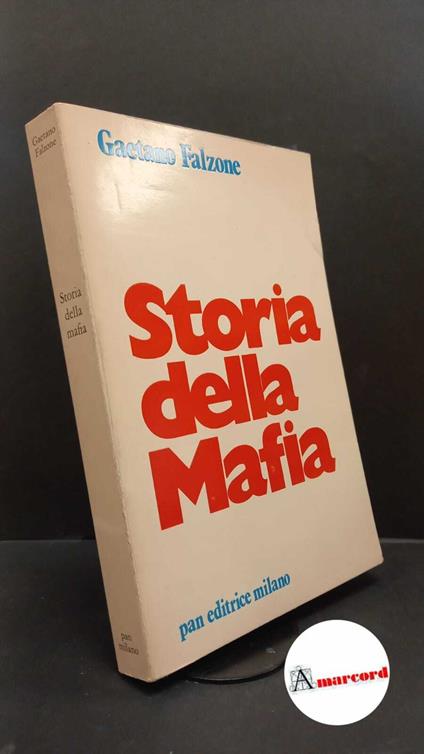 Gaetano
Falzone
Storia
della
mafia
pan
milano
Gaetano Falzone
Storia
della
Mafia
pan editrice milano
Amarcord